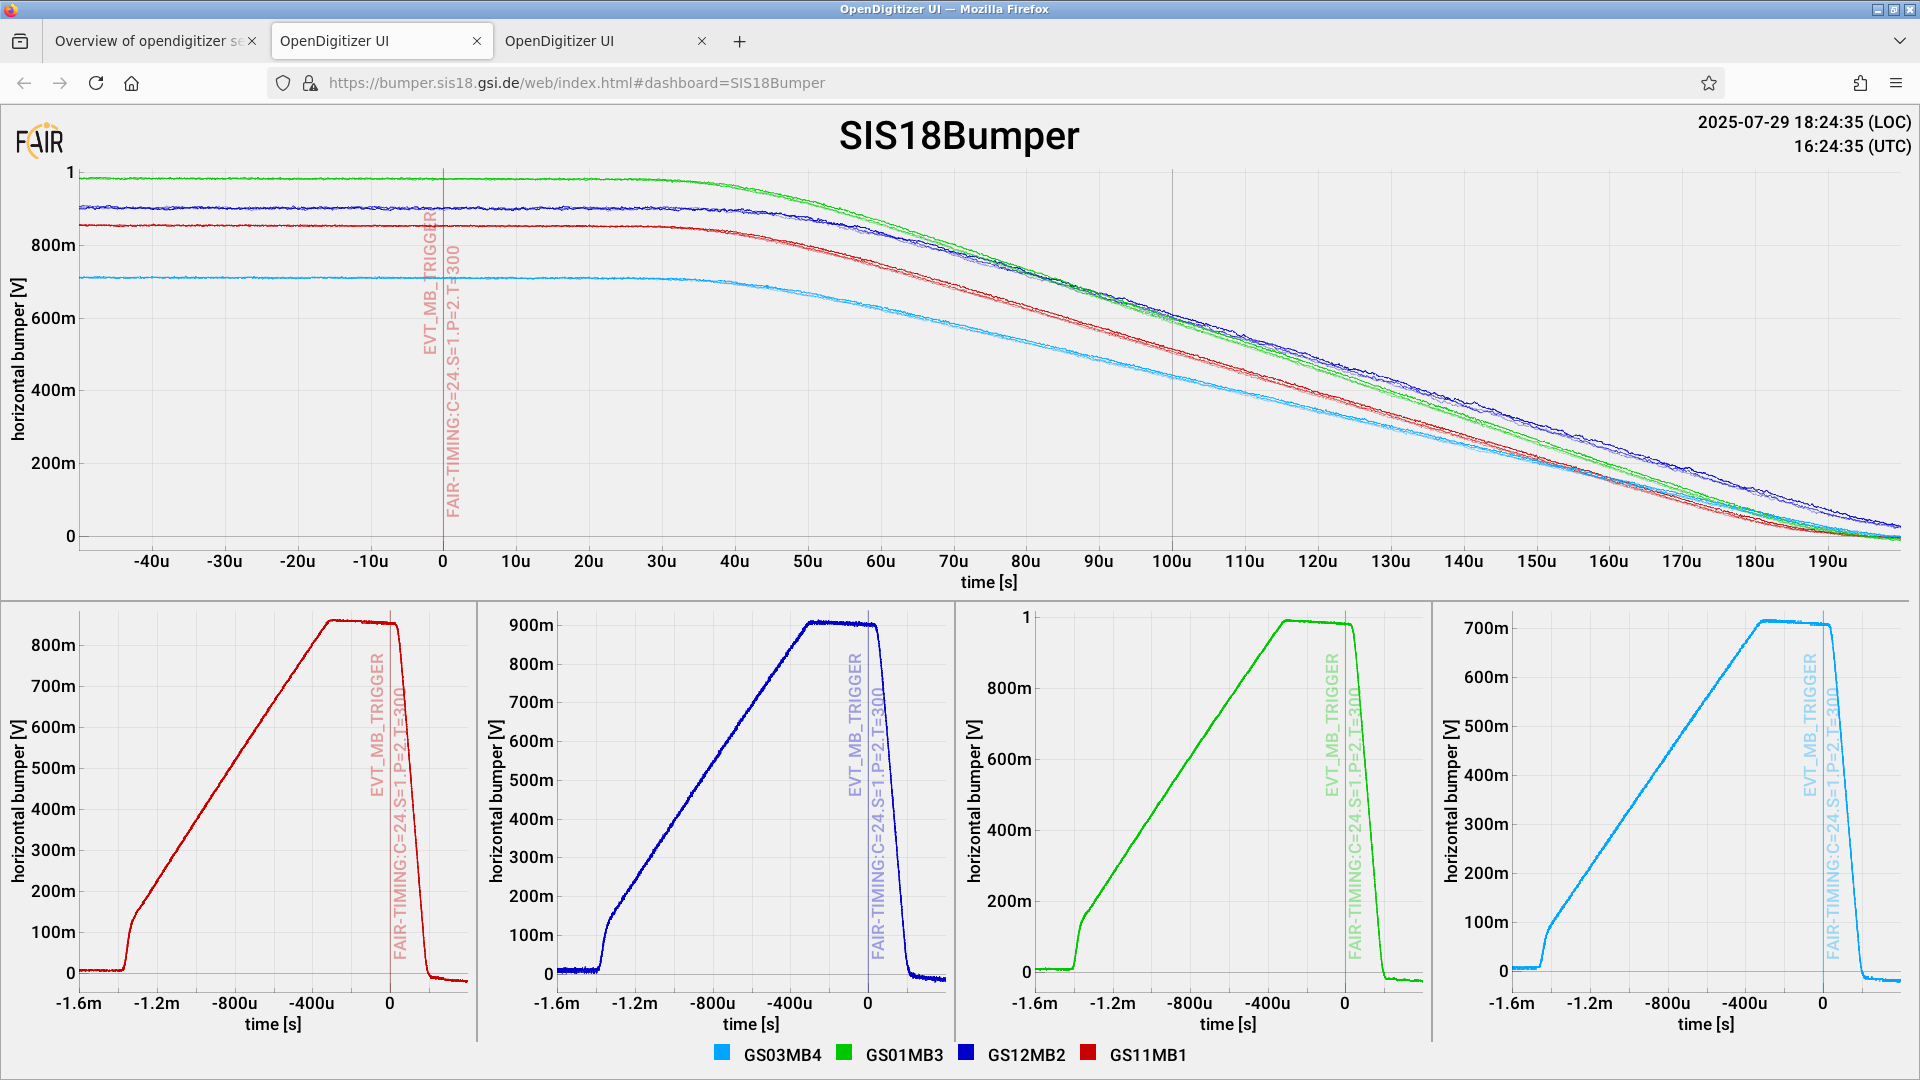 OpenDigitizer UI — Mozilla Firefox
Overview of opendigitizer se
OpenDigitizer UI
OpenDigitizer UI
https://bumper.sis18.gsi.de/web/index.html#dashboard=SIS18Bumper
FAIR
SIS18Bumper
2025-07-29 18:24:35 (LOC)
16:24:35 (UTC)
horizontal bumper [V]
1
800m
600m
400m
200m
0
EVT_MB_TRIGGER
FAIR-TIMING:C=24.S=1.P=2.T=300
-40u -30u -20u -10u 0 10u 20u 30u 40u 50u 60u 70u 80u 90u 100u 110u 120u 130u 140u 150u 160u 170u 180u 190u
time [s]
horizontal bumper [V]
800m
700m
600m
500m
400m
300m
200m
100m
0
EVT_MB_TRIGGER
FAIR-TIMING:C=24.S=1.P=2.T=300
-1.6m -1.2m -800u -400u 0
time [s]
horizontal bumper [V]
900m
800m
700m
600m
500m
400m
300m
200m
100m
0
EVT_MB_TRIGGER
FAIR-TIMING:C=24.S=1.P=2.T=300
-1.6m -1.2m -800u -400u 0
time [s]
horizontal bumper [V]
1
800m
600m
400m
200m
0
EVT_MB_TRIGGER
FAIR-TIMING:C=24.S=1.P=2.T=300
-1.6m -1.2m -800u -400u 0
time [s]
horizontal bumper [V]
700m
600m
500m
400m
300m
200m
100m
0
EVT_MB_TRIGGER
FAIR-TIMING:C=24.S=1.P=2.T=300
-1.6m -1.2m -800u -400u 0
time [s]
GS03MB4 GS01MB3 GS12MB2 GS11MB1